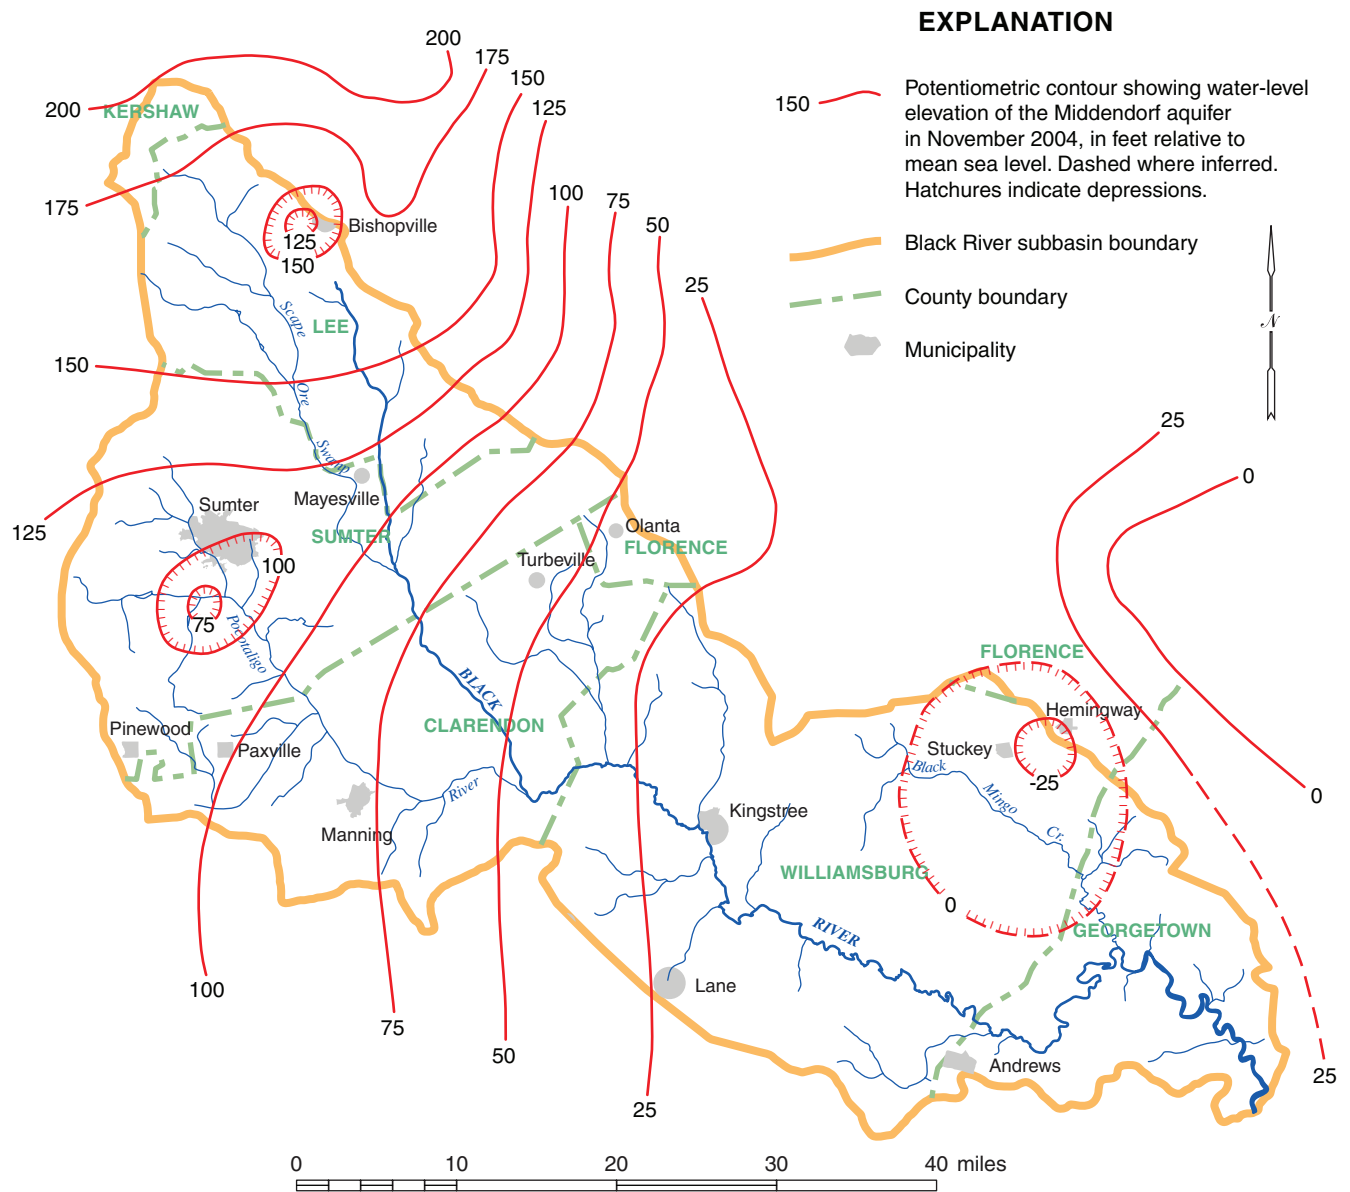 EXPLANATION
150
Potentiometric contour showing water-level
elevation of the Middendorf aquifer
in November 2004, in feet relative to
mean sea level. Dashed where inferred.
Hatchures indicate depressions.
Black River subbasin boundary
County boundary
Municipality
N
200
175
150
125
200
KERSHAW
175
100
75
50
25
Bishopville
125
150
Scape
LEE
150
Ore
Swamp
125
Mayesville
Sumter
SUMTER
100
75
Pocotaligo
Olanta
FLORENCE
Turbeville
25
0
FLORENCE
Hemingway
Stuckey
-25
0
Black
Mingo
Cr.
BLACK
CLARENDON
Pinewood
Paxville
River
Manning
Kingstree
WILLIAMSBURG
0
RIVER
GEORGETOWN
Lane
100
75
50
25
Andrews
25
0 10 20 30 40 miles